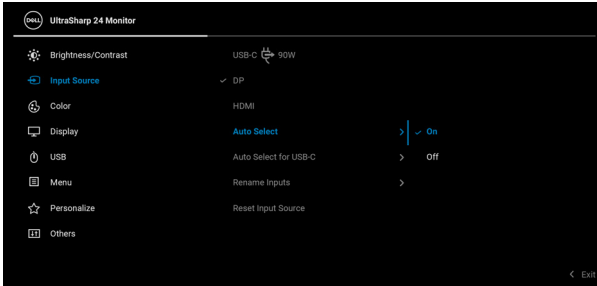 DELL UltraSharp 24 Monitor
Brightness/Contrast USB-C 90W
Input Source DP
Color HDMI
Display Auto Select On
USB Auto Select for USB-C Off
Menu Rename Inputs
Personalize Reset Input Source
Others
Exit